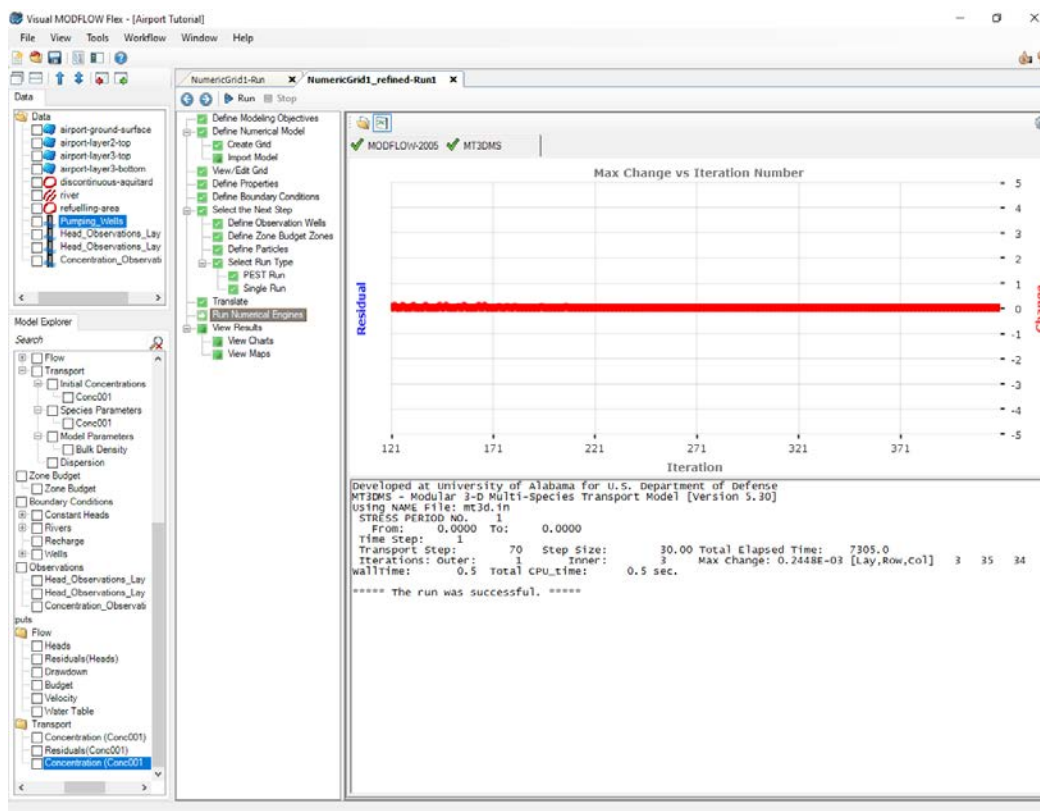 Visual MODFLOW Flex - [Airport Tutorial]
File View Tools Workflow Window Help
Data
Data
airport-ground-surface
airport-layer2-top
airport-layer3-top
airport-layer3-bottom
discontinuous-aquitard
river
refuelling-area
Pumping_Wells
Head_Observations_Lay
Head_Observations_Lay
Concentration_Observati
Model Explorer
Search
Flow
Transport
Initial Concentrations
Conc001
Species Parameters
Conc001
Model Parameters
Bulk Density
Dispersion
Zone Budget
Zone Budget
Boundary Conditions
Constant Heads
Rivers
Recharge
Wells
Observations
Head_Observations_Lay
Head_Observations_Lay
Concentration_Observati
puts
Flow
Heads
Residuals(Heads)
Drawdown
Budget
Velocity
Water Table
Transport
Concentration (Conc001)
Residuals(Conc001)
Concentration (Conc001
NumericGrid1-Run NumericGrid1_refined-Run1
Run Stop
Define Modeling Objectives
Define Numerical Model
Create Grid
Import Model
View/Edit Grid
Define Properties
Define Boundary Conditions
Select the Next Step
Define Observation Wells
Define Zone Budget Zones
Define Particles
Select Run Type
PEST Run
Single Run
Translate
Run Numerical Engines
View Results
View Charts
View Maps
MODFLOW-2005 MT3DMS
Max Change vs Iteration Number
5
4
3
2
1
0
-1
-2
-3
-4
-5
Residual
Change
121 171 221 271 321 371
Iteration
Developed at University of Alabama for U.S. Department of Defense
MT3DMS - Modular 3-D Multi-Species Transport Model [Version 5.30]
Using NAME File: mt3d.in
STRESS PERIOD NO. 1
From: 0.0000 To: 0.0000
Time Step: 1
Transport Step: 70 Step Size: 30.00 Total Elapsed Time: 7305.0
Iterations: Outer: 1 Inner: 3 Max Change: 0.2448E-03 [Lay,Row,Col] 3 35 34
WallTime: 0.5 Total CPU_time: 0.5 sec.
***** The run was successful. *****